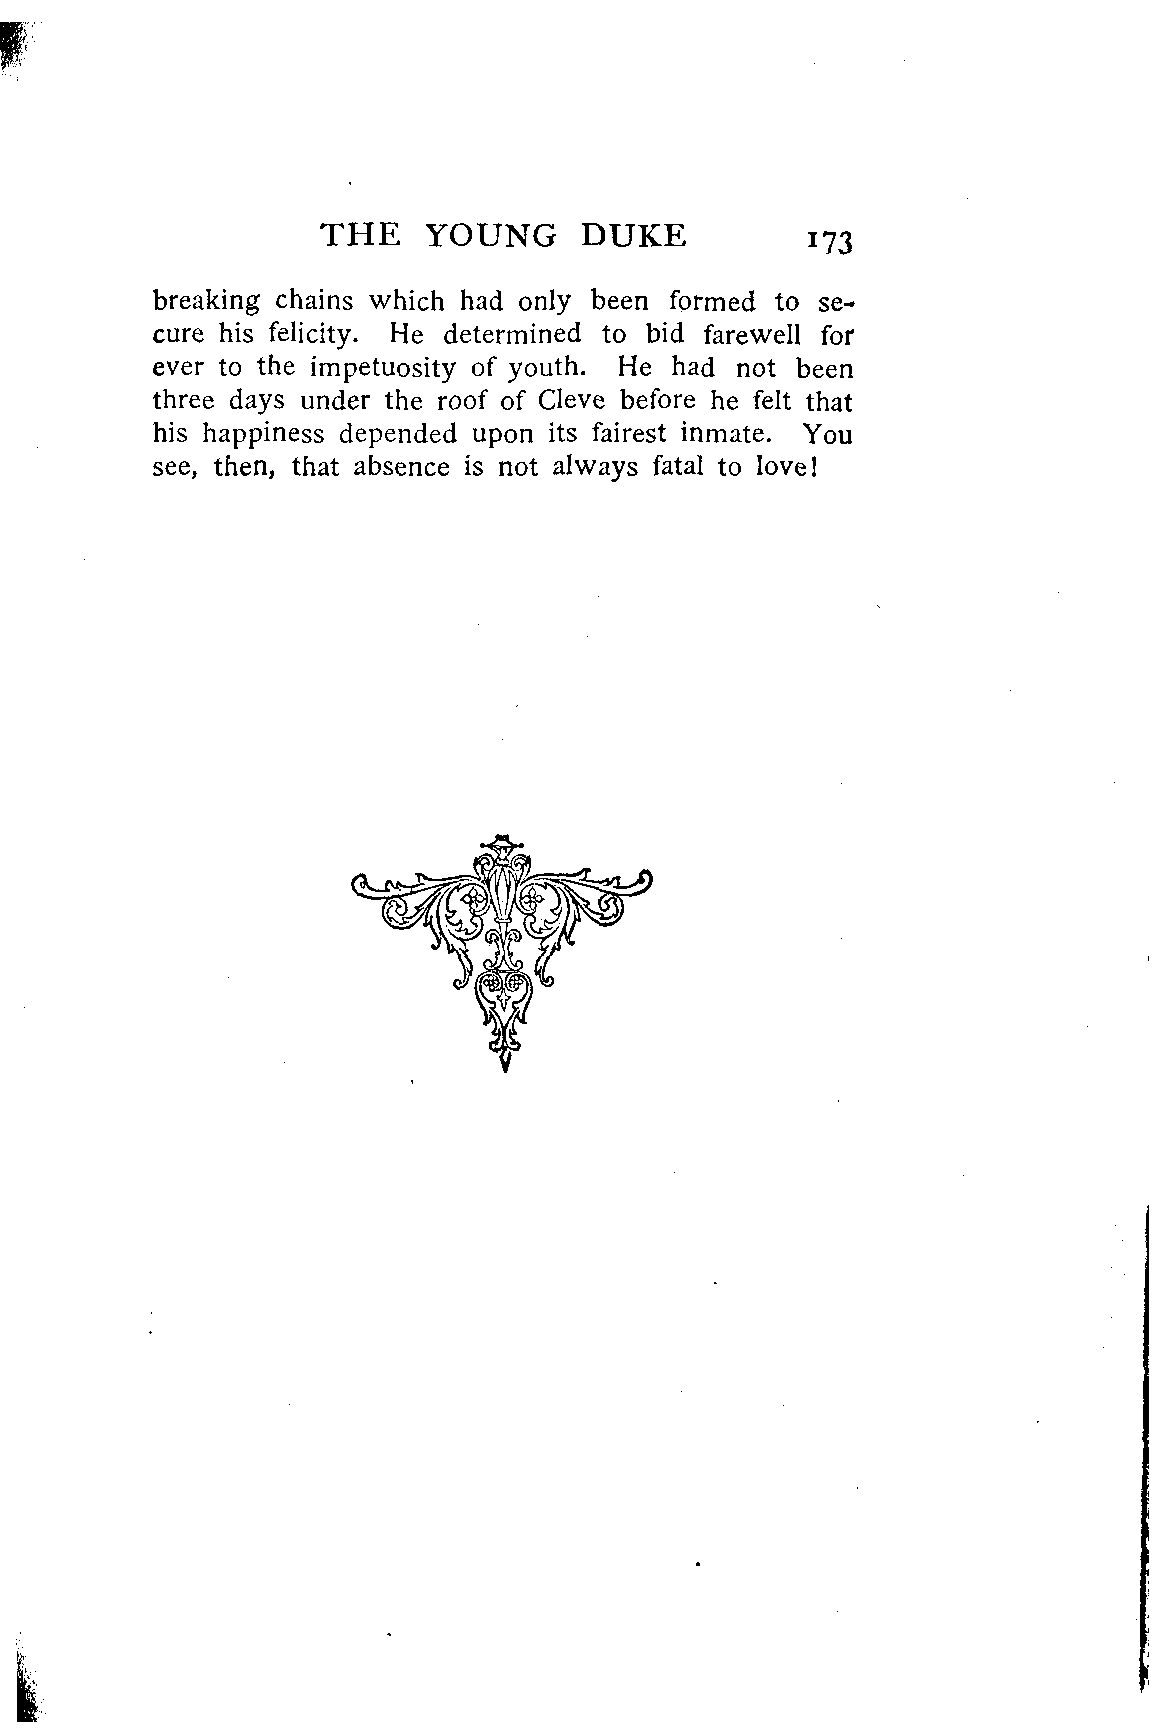 THE YOUNG DUKE 173
breaking chains which had only been formed to se-
cure his felicity. He determined to bid farewell for
ever to the impetuosity of youth. He had not been
three days under the roof of Cleve before he felt that
his happiness depended upon its fairest inmate. You
see, then, that absence is not always fatal to love!